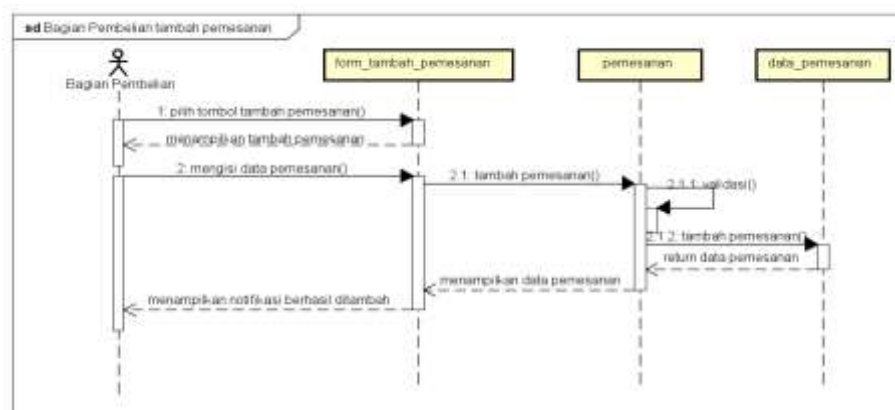 sd Bagian Pembelian tambah pemesanan
Bagian Pembelian
form_tambah_pemesanan
pemesanan
data_pemesanan
1: pilih tombol tambah pemesanan()
menampilkan tambah pemesanan
2: mengisi data pemesanan()
2.1: tambah pemesanan()
2.1.1: validasi()
2.1.2: tambah pemesanan()
return data pemesanan
menampilkan data pemesanan
menampilkan notifikasi berhasil ditambah